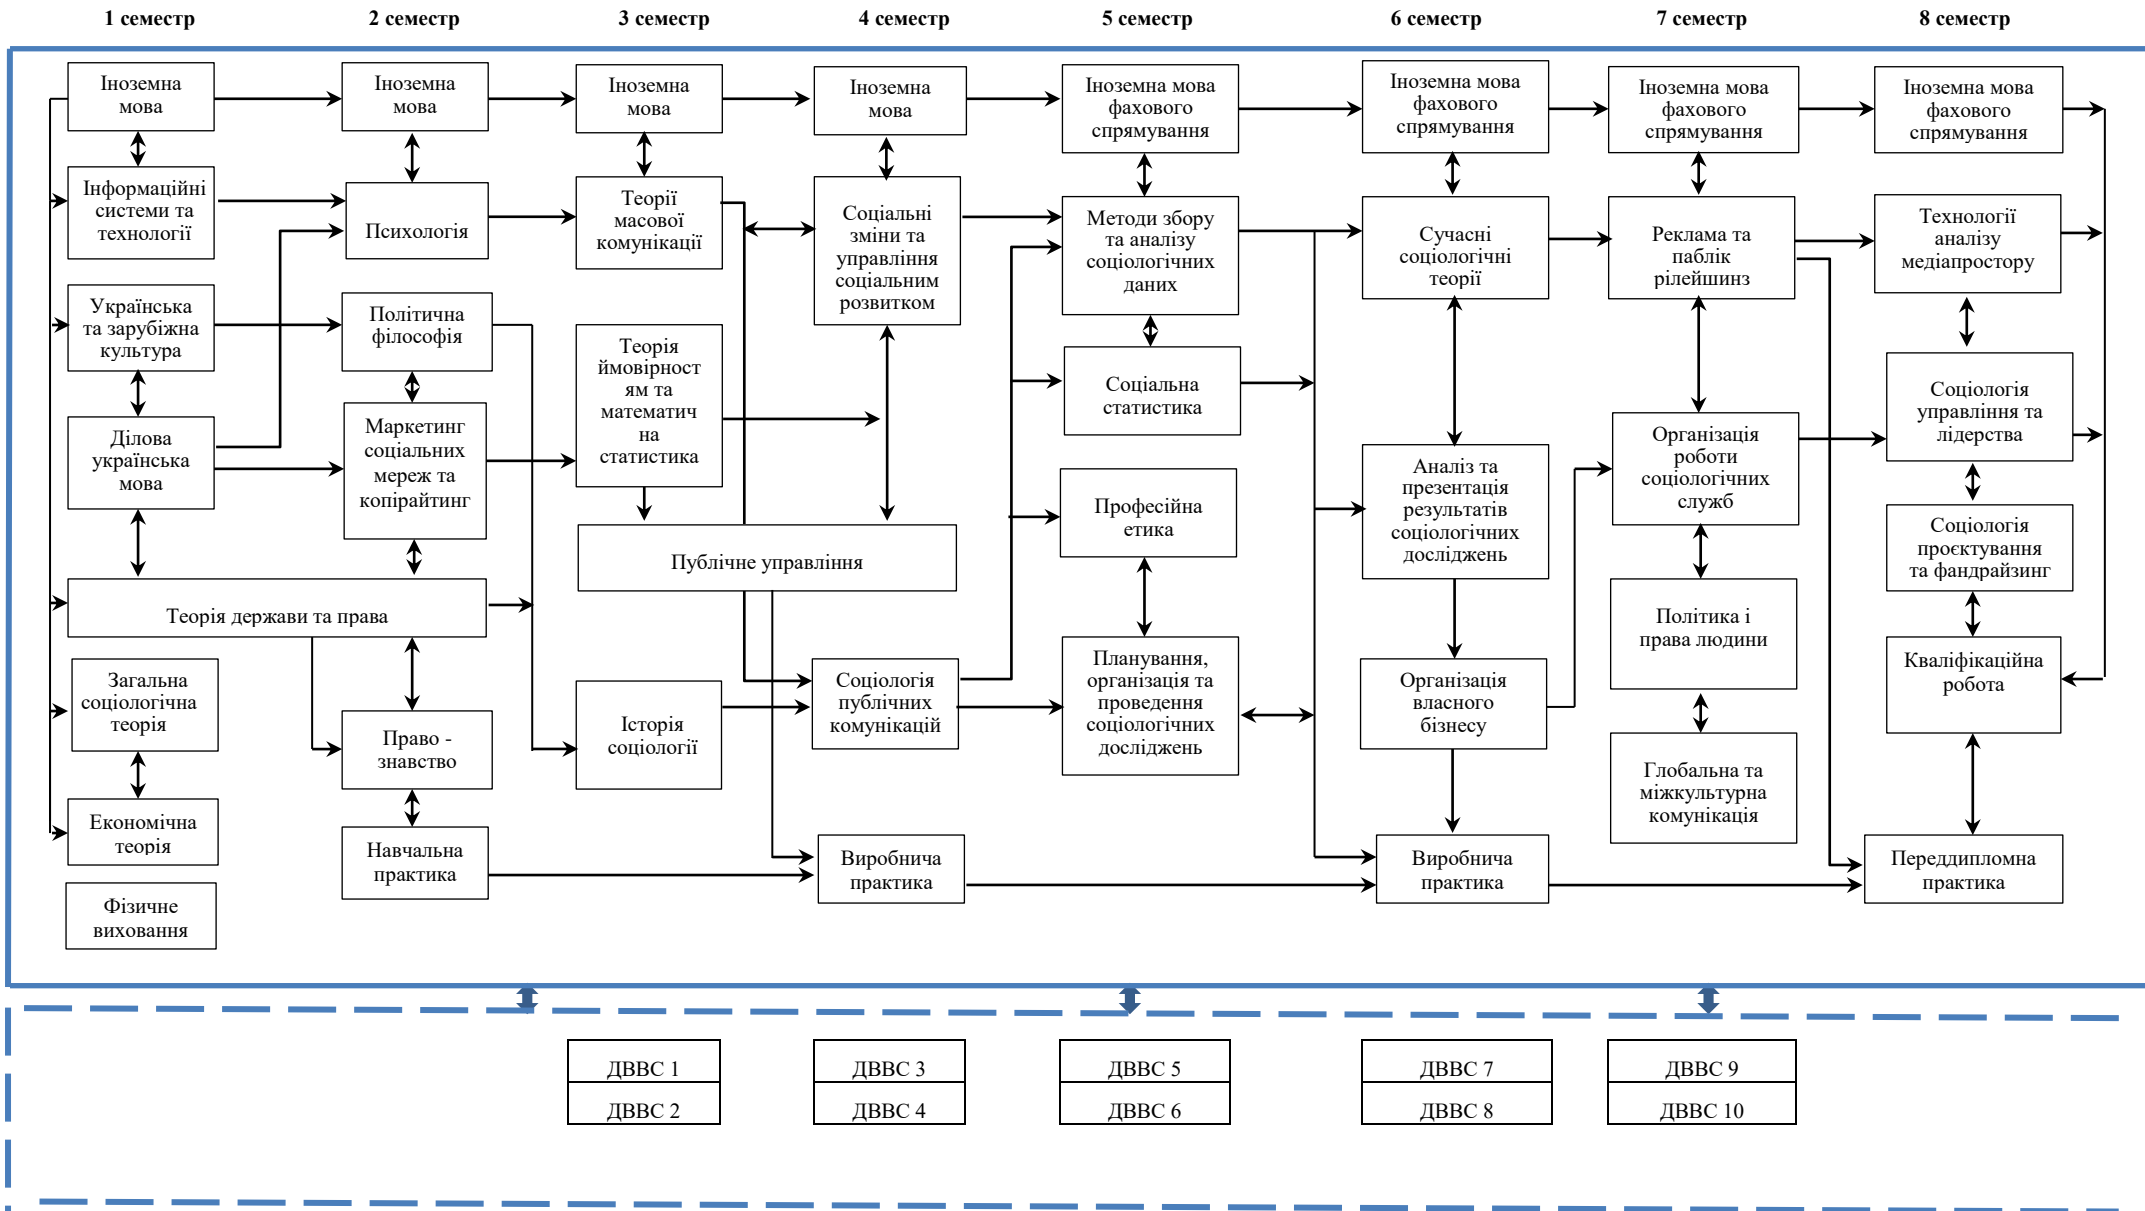 1 семестр
2 семестр
3 семестр
4 семестр
5 семестр
6 семестр
7 семестр
8 семестр
Іноземна
мова
Інформаційні
системи та
технології
Українська
та зарубіжна
культура
Ділова
українська
мова
Теорія держави та права
Загальна
соціологічна
теорія
Економічна
теорія
Фізичне
виховання
Іноземна
мова
Психологія
Політична
філософія
Маркетинг
соціальних
мереж та
копірайтинг
Право -
знавство
Навчальна
практика
Іноземна
мова
Теорії
масової
комунікації
Теорія
ймовірност
ям та
математич
на
статистика
Публічне управління
Історія
соціології
Іноземна
мова
Соціальні
зміни та
управління
соціальним
розвитком
Соціологія
публічних
комунікацій
Виробнича
практика
Іноземна мова
фахового
спрямування
Методи збору
та аналізу
соціологічних
даних
Соціальна
статистика
Професійна
етика
Планування,
організація та
проведення
соціологічних
досліджень
Іноземна мова
фахового
спрямування
Сучасні
соціологічні
теорії
Аналіз та
презентація
результатів
соціологічних
досліджень
Організація
власного
бізнесу
Виробнича
практика
Іноземна мова
фахового
спрямування
Реклама та
паблік
рілейшинз
Організація
роботи
соціологічних
служб
Політика і
права людини
Глобальна та
міжкультурна
комунікація
Іноземна мова
фахового
спрямування
Технології
аналізу
медіапростору
Соціологія
управління та
лідерства
Соціологія
проєктування
та фандрайзинг
Кваліфікаційна
робота
Переддипломна
практика
ДВВС 1
ДВВС 2
ДВВС 3
ДВВС 4
ДВВС 5
ДВВС 6
ДВВС 7
ДВВС 8
ДВВС 9
ДВВС 10